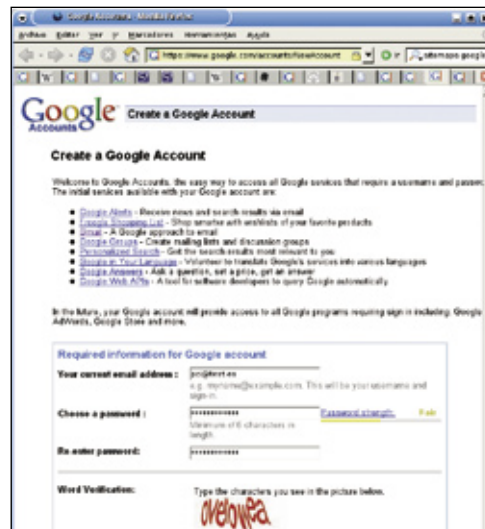 Google Accounts - Mozilla Firefox
Archivo Editar Ver Ir Marcadores Herramientas Ayuda
https://www.google.com/accounts/NewAccount Ir sitemaps google
Google Create a Google Account
Accounts
Create a Google Account
Welcome to Google Accounts, the easy way to access all Google services that require a username and passwo
The initial services available with your Google account are:
Google Alerts - Receive news and search results via email
Froogle Shopping List - Shop smarter with wishlists of your favorite products
Gmail - A Google approach to email
Google Groups - Create mailing lists and discussion groups
Personalized Search - Get the search results most relevant to you
Google in Your Language - Volunteer to translate Google's services into various languages
Google Answers - Ask a question, set a price, get an answer
Google Web APIs - A tool for software developers to query Google automatically
In the future, your Google account will provide access to all Google programs requiring sign in including, Google
AdWords, Google Store and more.
Required information for Google account
Your current email address :
e.g. myname@example.com. This will be your username and
sign-in.
Choose a password : Password strength: Fair
Minimum of 6 characters in
length.
Re-enter password:
Word Verification: Type the characters you see in the picture below.